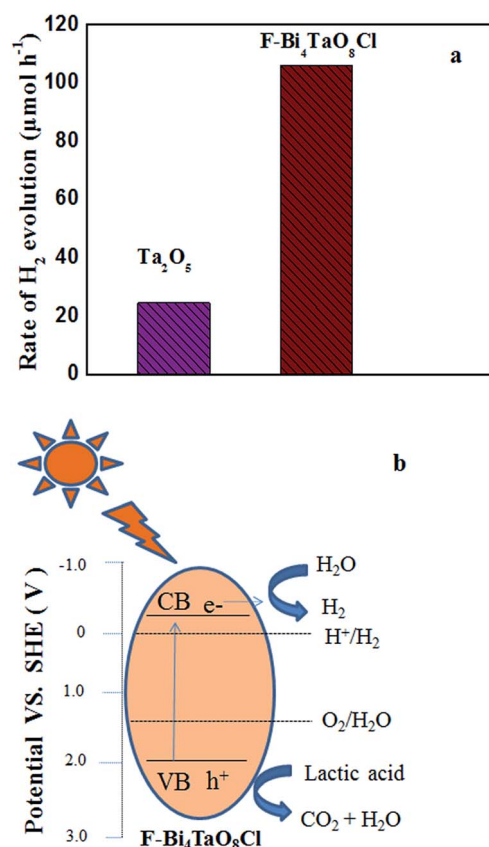 Rate of H₂ evolution (µmol h⁻¹)
120
100
80
60
40
20
0
F-Bi₄TaO₈Cl
a
Ta₂O₅
b
Potential VS. SHE ( V )
-1.0
0
1.0
2.0
3.0
CB e-
H₂O
H₂
H⁺/H₂
O₂/H₂O
VB h⁺
Lactic acid
CO₂ + H₂O
F-Bi₄TaO₈Cl